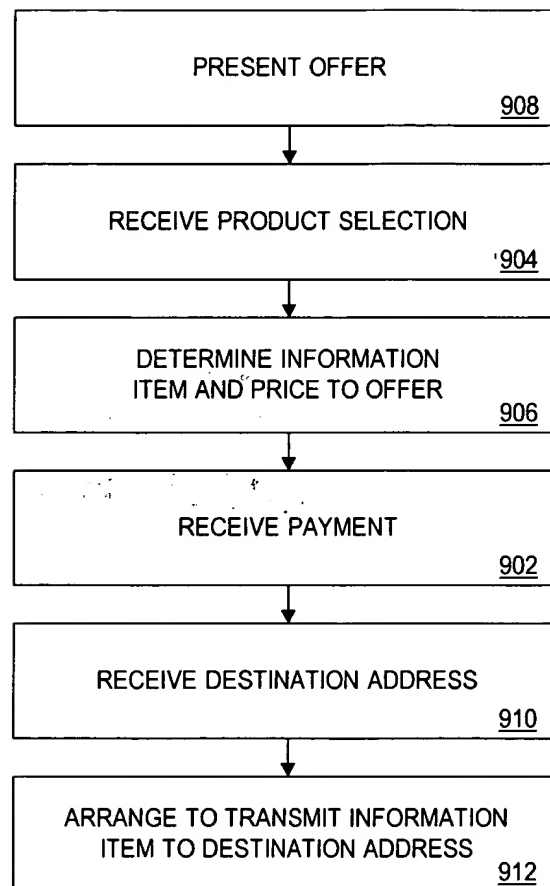 PRESENT OFFER
908
RECEIVE PRODUCT SELECTION
904
DETERMINE INFORMATION
ITEM AND PRICE TO OFFER
906
RECEIVE PAYMENT
902
RECEIVE DESTINATION ADDRESS
910
ARRANGE TO TRANSMIT INFORMATION
ITEM TO DESTINATION ADDRESS
912